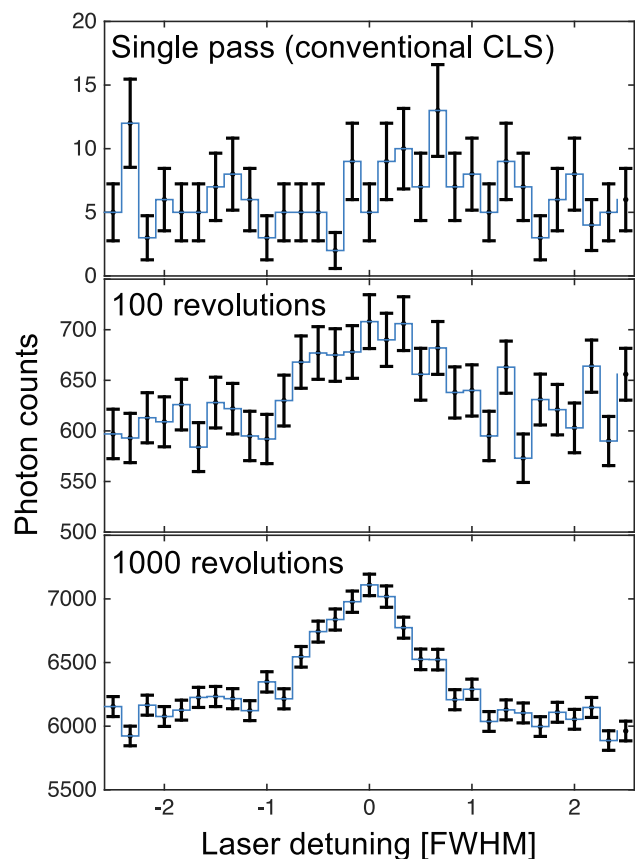 20
Single pass (conventional CLS)
15
10
5
0
100 revolutions
700
650
600
550
500
Photon counts
1000 revolutions
7000
6500
6000
5500
-2 -1 0 1 2
Laser detuning [FWHM]